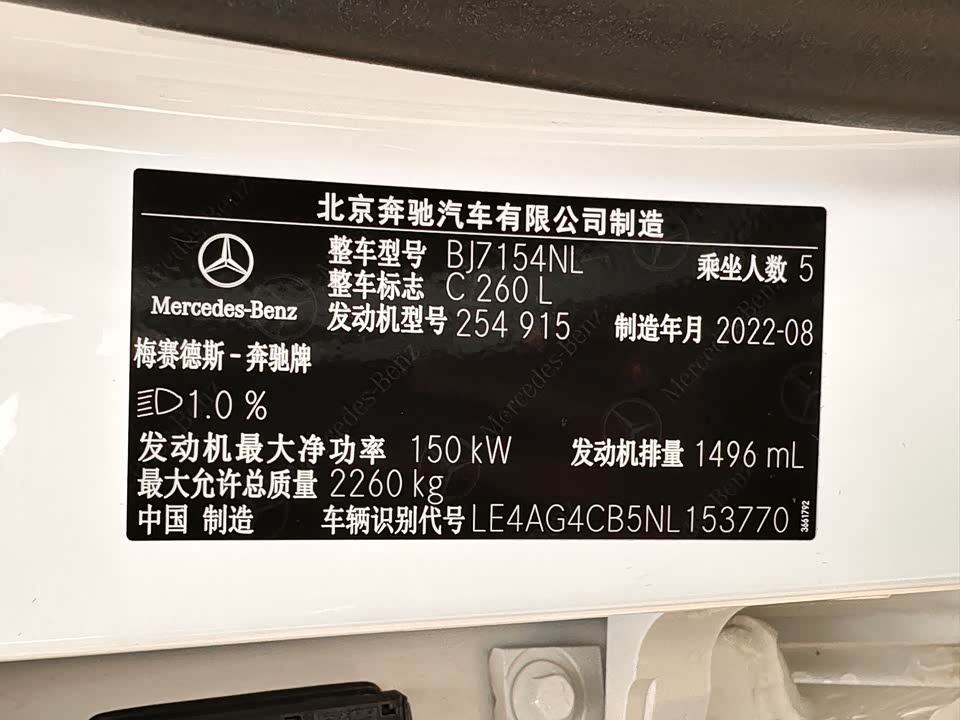 北京奔驰汽车有限公司制造
整车型号 BJ7154NL 乘坐人数 5
整车标志 C 260 L
发动机型号 254 915 制造年月 2022-08
Mercedes-Benz
梅赛德斯-奔驰牌
1.0 %
发动机最大净功率 150 kW 发动机排量 1496 mL
最大允许总质量 2260 kg
中国 制造 车辆识别代号 LE4AG4CB5NL153770
3661792